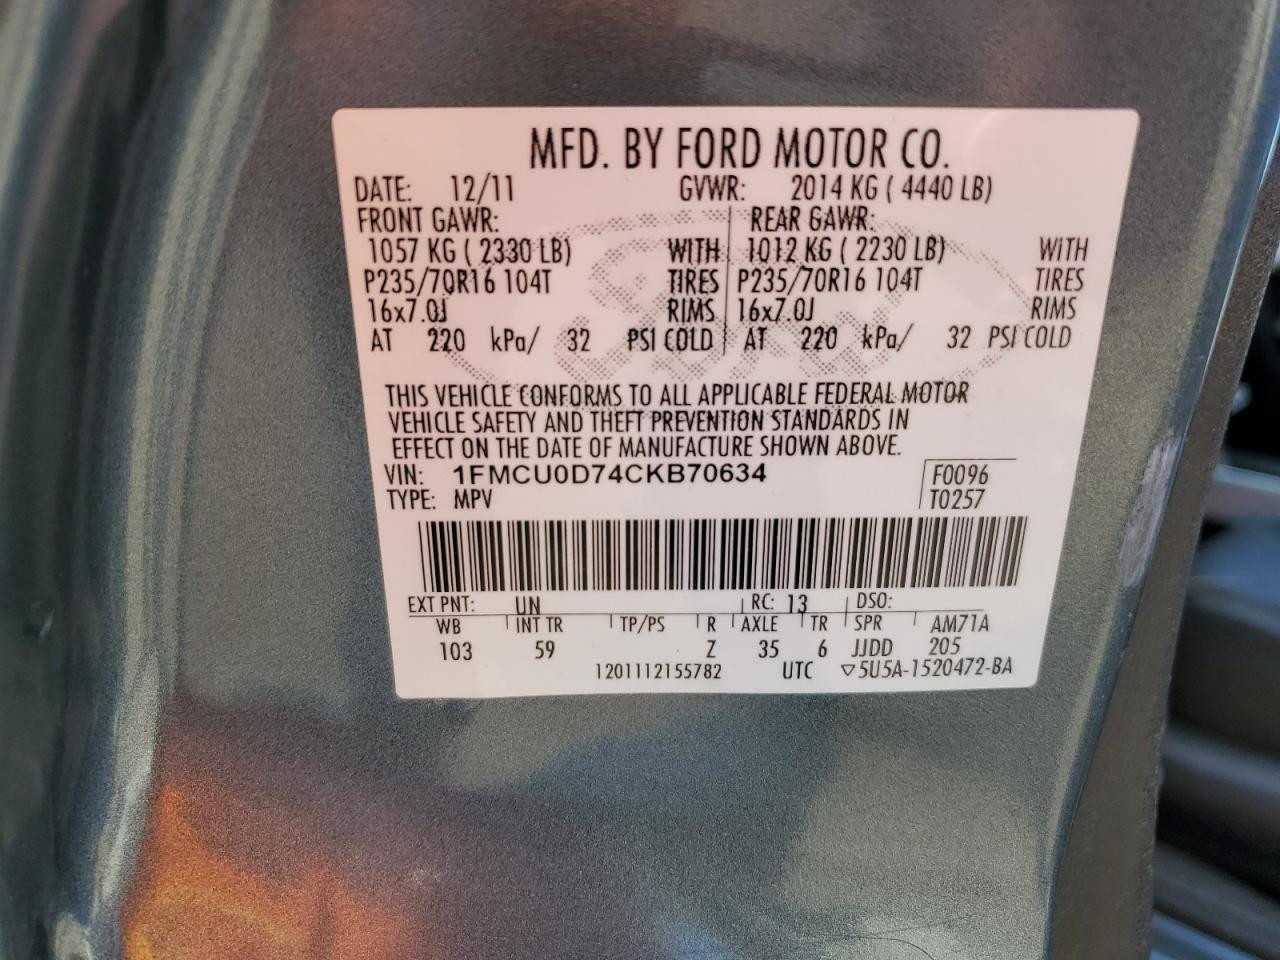 MFD. BY FORD MOTOR CO.
DATE: 12/11 GVWR: 2014 KG ( 4440 LB)
FRONT GAWR: REAR GAWR:
1057 KG ( 2330 LB) WITH 1012 KG ( 2230 LB) WITH
P235/70R16 104T TIRES P235/70R16 104T TIRES
16x7.0J RIMS 16x7.0J RIMS
AT 220 kPa/ 32 PSI COLD AT 220 kPa/ 32 PSI COLD
THIS VEHICLE CONFORMS TO ALL APPLICABLE FEDERAL MOTOR
VEHICLE SAFETY AND THEFT PREVENTION STANDARDS IN
EFFECT ON THE DATE OF MANUFACTURE SHOWN ABOVE.
VIN: 1FMCU0D74CKB70634 F0096
TYPE: MPV T0257
EXT PNT: UN RC: 13 DSO:
WB INT TR TP/PS R AXLE TR SPR AM71A
103 59 Z 35 6 JJDD 205
1201112155782 UTC ▽5U5A-1520472-BA